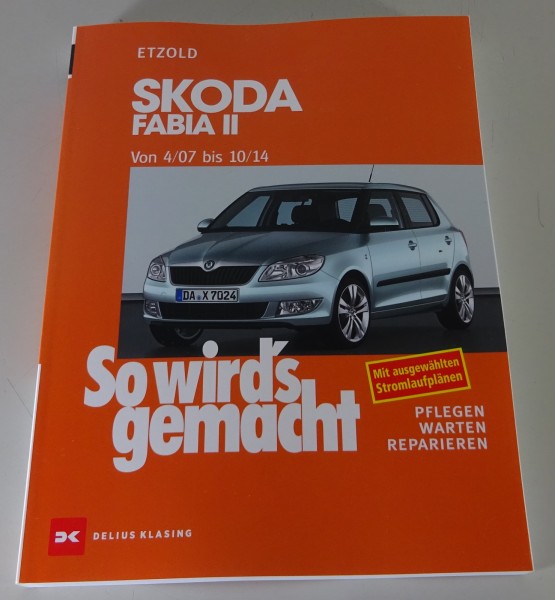 ETZOLD
SKODA
FABIA II
Von 4/07 bis 10/14
DA X 7024
So wird's
gemacht
Mit ausgewählten
Stromlaufplänen
PFLEGEN
WARTEN
REPARIEREN
DELIUS KLASING